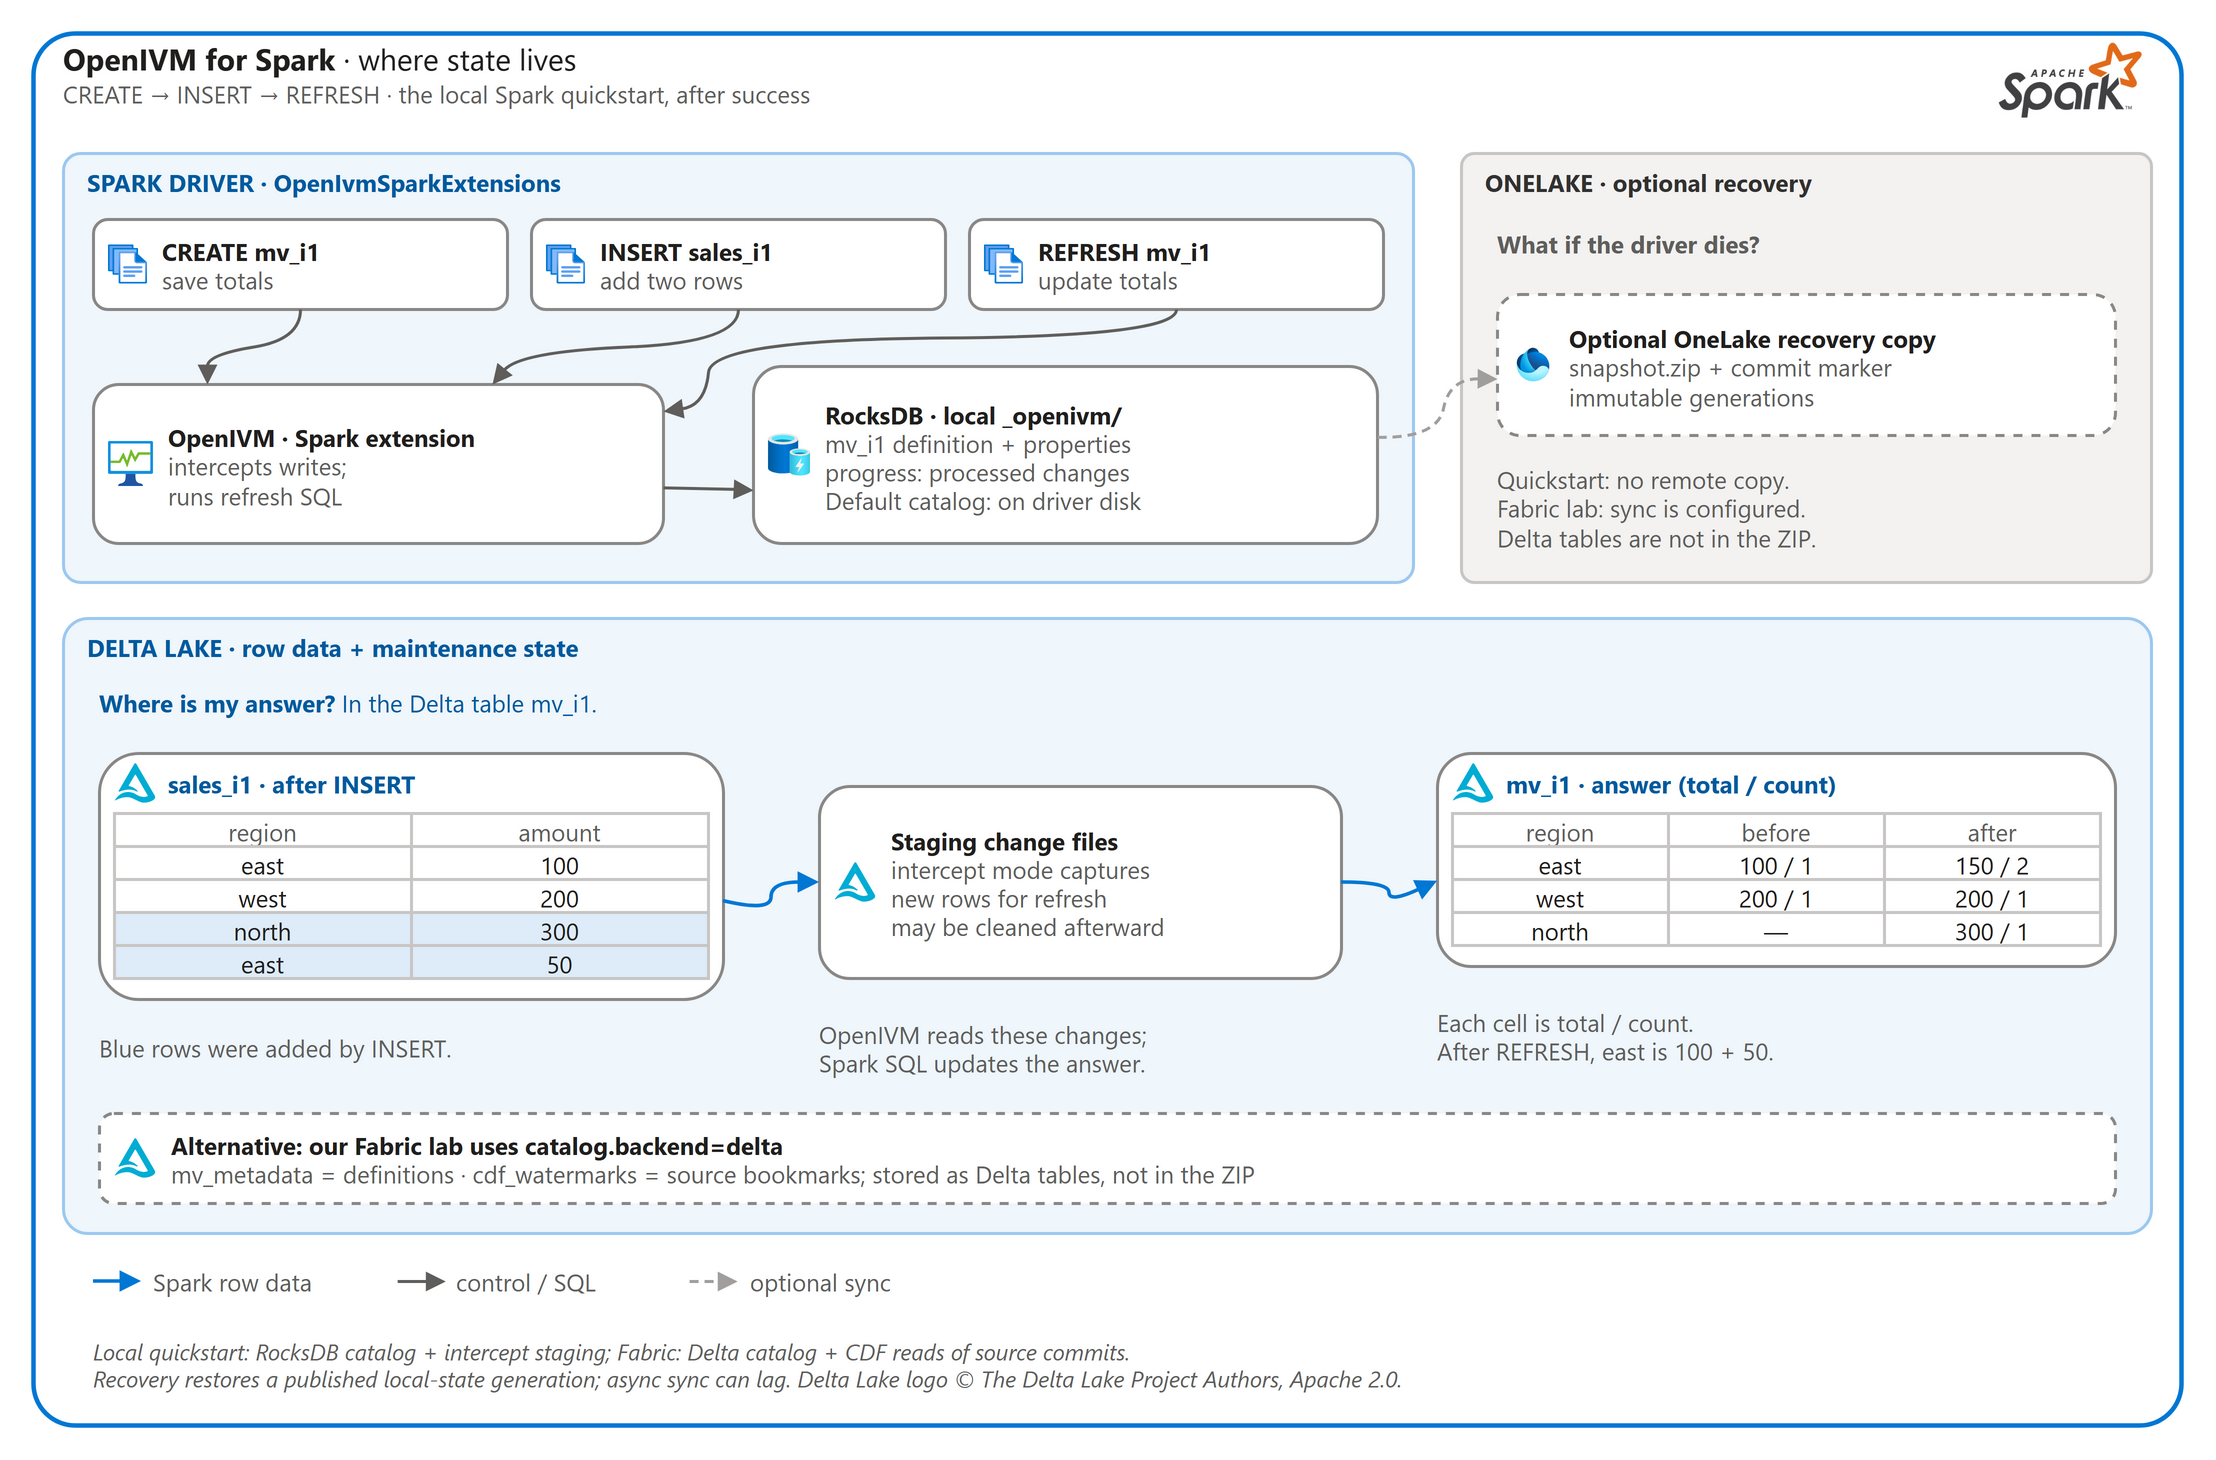 OpenIVM for Spark · where state lives
CREATE → INSERT → REFRESH · the local Spark quickstart, after success
APACHE
Spark™
SPARK DRIVER · OpenIvmSparkExtensions
CREATE mv_i1
save totals
INSERT sales_i1
add two rows
REFRESH mv_i1
update totals
OpenIVM · Spark extension
intercepts writes;
runs refresh SQL
RocksDB · local _openivm/
mv_i1 definition + properties
progress: processed changes
Default catalog: on driver disk
ONELAKE · optional recovery
What if the driver dies?
Optional OneLake recovery copy
snapshot.zip + commit marker
immutable generations
Quickstart: no remote copy.
Fabric lab: sync is configured.
Delta tables are not in the ZIP.
DELTA LAKE · row data + maintenance state
Where is my answer? In the Delta table mv_i1.
sales_i1 · after INSERT
region amount
east 100
west 200
north 300
east 50
Blue rows were added by INSERT.
Staging change files
intercept mode captures
new rows for refresh
may be cleaned afterward
OpenIVM reads these changes;
Spark SQL updates the answer.
mv_i1 · answer (total / count)
region before after
east 100 / 1 150 / 2
west 200 / 1 200 / 1
north — 300 / 1
Each cell is total / count.
After REFRESH, east is 100 + 50.
Alternative: our Fabric lab uses catalog.backend=delta
mv_metadata = definitions · cdf_watermarks = source bookmarks; stored as Delta tables, not in the ZIP
Spark row data
control / SQL
optional sync
Local quickstart: RocksDB catalog + intercept staging; Fabric: Delta catalog + CDF reads of source commits.
Recovery restores a published local-state generation; async sync can lag. Delta Lake logo © The Delta Lake Project Authors, Apache 2.0.